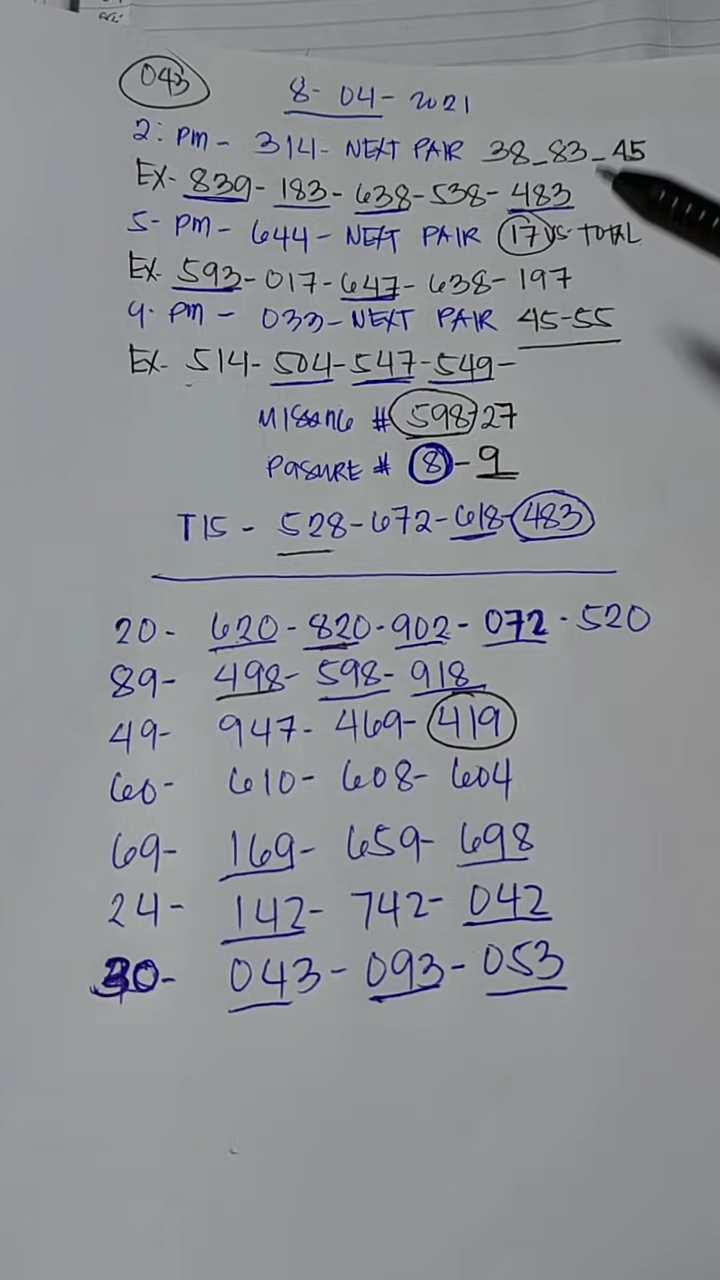 043
8-04-2021
2: PM- 314- NEXT PAIR 38-83-45
EX- 839-183-638-538-483
5- PM- 644- NEXT PAIR 17 VS. TOTAL
EX. 593-017-647-638-197
9. PM - 033- NEXT PAIR 45-55
EX- 514-504-547-549-
MISSING # 598/27
PASURE # 8-9
TIS - 528-672-618-483
20- 620-820-902-072-520
89- 498-598-918
49- 947-469-419
60- 610-608-604
69- 169-659-698
24- 142-742-042
30- 043-093-053